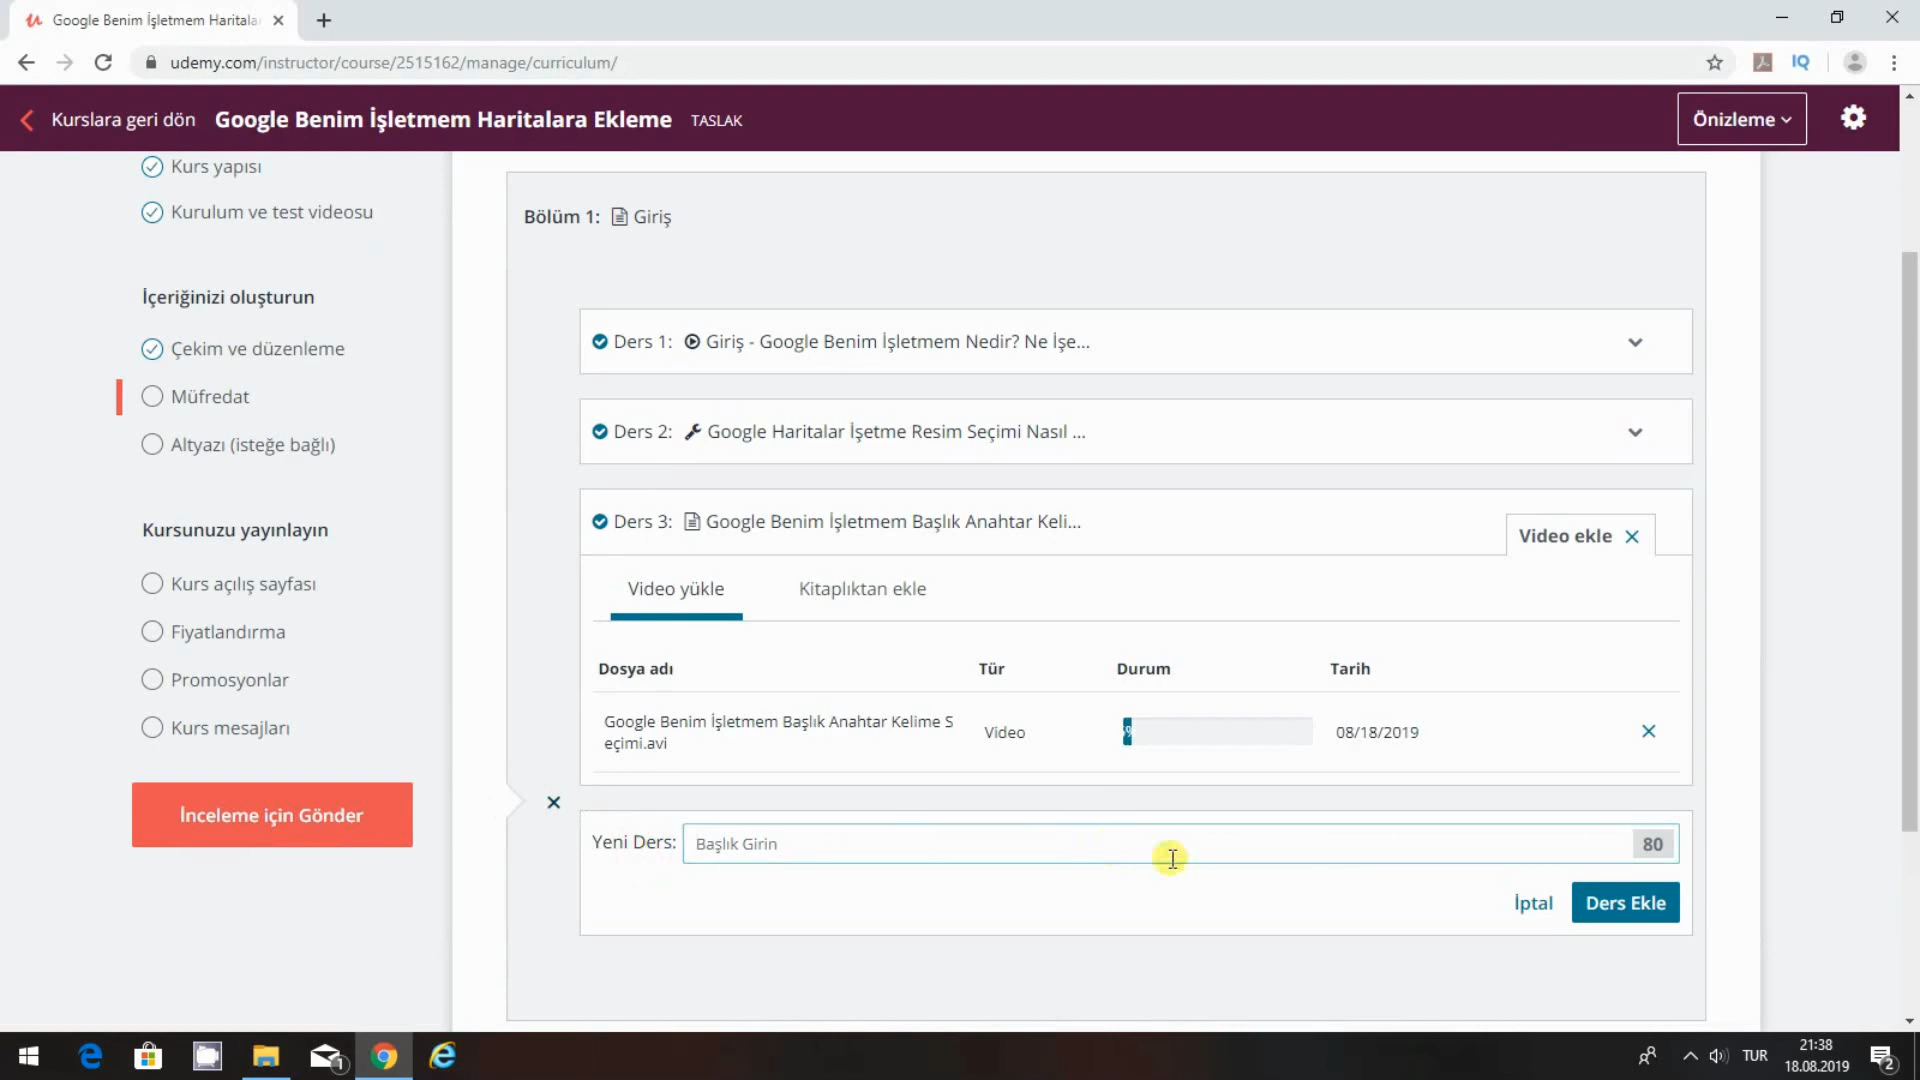 Google Benim İşletmem Haritala
udemy.com/instructor/course/2515162/manage/curriculum/
IQ
Kurslara geri dön
Google Benim İşletmem Haritalara Ekleme
TASLAK
Önizleme
Kurs yapısı
Kurulum ve test videosu
İçeriğinizi oluşturun
Çekim ve düzenleme
Müfredat
Altyazı (isteğe bağlı)
Kursunuzu yayınlayın
Kurs açılış sayfası
Fiyatlandırma
Promosyonlar
Kurs mesajları
İnceleme için Gönder
Bölüm 1: Giriş
Ders 1: Giriş - Google Benim İşletmem Nedir? Ne İşe...
Ders 2: Google Haritalar İşetme Resim Seçimi Nasıl ...
Ders 3: Google Benim İşletmem Başlık Anahtar Keli...
Video ekle
Video yükle
Kitaplıktan ekle
Dosya adı
Tür
Durum
Tarih
Google Benim İşletmem Başlık Anahtar Kelime S
eçimi.avi
Video
08/18/2019
Yeni Ders:
Başlık Girin
80
İptal
Ders Ekle
1
TUR
21:38
18.08.2019
2